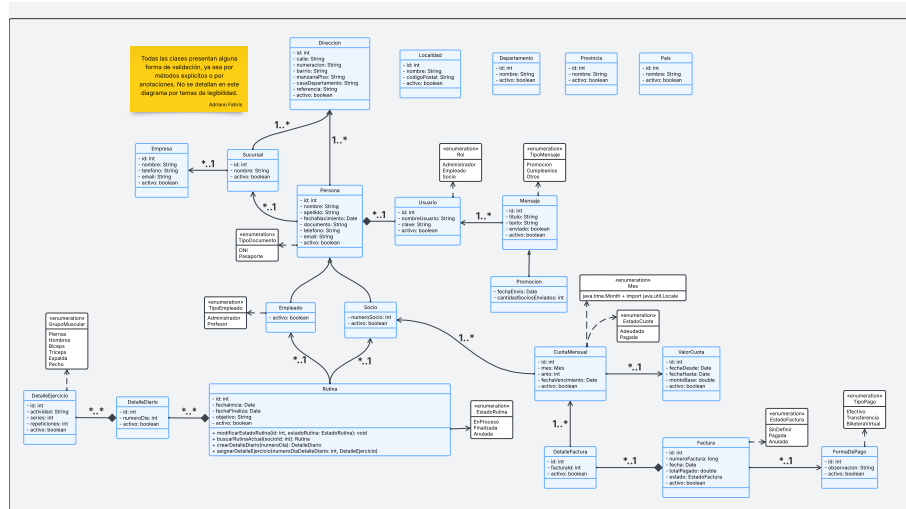 Todas las clases presentan alguna
forma de validación, ya sea por
métodos explícitos o por
anotaciones. No se detallan en este
diagrama por temas de legibilidad.
Adriano Fabris
Direccion
- id: int
- calle: String
- numeracion: String
- barrio: String
- manzanaPiso: String
- casaDepartamento: String
- referencia: String
- activo: boolean
Localidad
- id: int
- nombre: String
- codigoPostal: String
- activo: boolean
Departamento
- id: int
- nombre: String
- activo: boolean
Provincia
- id: int
- nombre: String
- activo: boolean
Pais
- id: int
- nombre: String
- activo: boolean
1..*
1..*
Empresa
- id: int
- nombre: String
- telefono: String
- email: String
- activo: boolean
*..1
Sucursal
- id: int
- nombre: String
- activo: boolean
*..1
«enumeration»
Rol
Administrador
Empleado
Socio
«enumeration»
TipoMensaje
Promocion
Cumpleanios
Otros
Persona
- id: int
- nombre: String
- apellido: String
- fechaNacimiento: Date
- documento: String
- telefono: String
- email: String
- activo: boolean
*..1
Usuario
- id: int
- nombreUsuario: String
- clave: String
- activo: boolean
1..*
Mensaje
- id: int
- titulo: String
- texto: String
- enviado: boolean
- activo: boolean
«enumeration»
TipoDocumento
DNI
Pasaporte
Promocion
- fechaEnvio: Date
- cantidadSociosEnviados: int
«enumeration»
Mes
java.time.Month + import java.util.Locale
«enumeration»
TipoEmpleado
Administrador
Profesor
Empleado
- activo: boolean
Socio
- numeroSocio: int
- activo: boolean
«enumeration»
EstadoCuota
Adeudada
Pagada
1..*
«enumeration»
GrupoMuscular
Piernas
Hombros
Biceps
Triceps
Espalda
Pecho
*..1
*..1
CuotaMensual
- id: int
- mes: Mes
- anio: int
- fechaVencimiento: Date
- activo: boolean
*..1
ValorCuota
- id: int
- fechaDesde: Date
- fechaHasta: Date
- montoBase: double
- activo: boolean
DetalleEjercicio
- id: int
- actividad: String
- series: int
- repeticiones: int
- activo: boolean
*..*
DetalleDiario
- id: int
- numeroDia: int
- activo: boolean
*..*
Rutina
- id: int
- fechaInicia: Date
- fechaFinaliza: Date
- objetivo: String
- activo: boolean
+ modificarEstadoRutina(id: int, estadoRutina: EstadoRutina): void
+ buscarRutinaActual(socioId: int): Rutina
+ crearDetalleDiario(numeroDia): DetalleDiario
+ asignarDetalleEjercicio(numeroDiaDetalleDiario: int, DetalleEjercicio)
«enumeration»
EstadoRutina
EnProceso
Finalizada
Anulada
1..*
«enumeration»
EstadoFactura
SinDefinir
Pagada
Anulada
«enumeration»
TipoPago
Efectivo
Transferencia
BilleteraVirtual
DetalleFactura
- id: int
- facturaId: int
- activo: boolean
*..1
Factura
- id: int
- numeroFactura: long
- fecha: Date
- totalPagado: double
- estado: EstadoFactura
- activo: boolean
*..1
FormaDePago
- id: int
- observacion: String
- activo: boolean